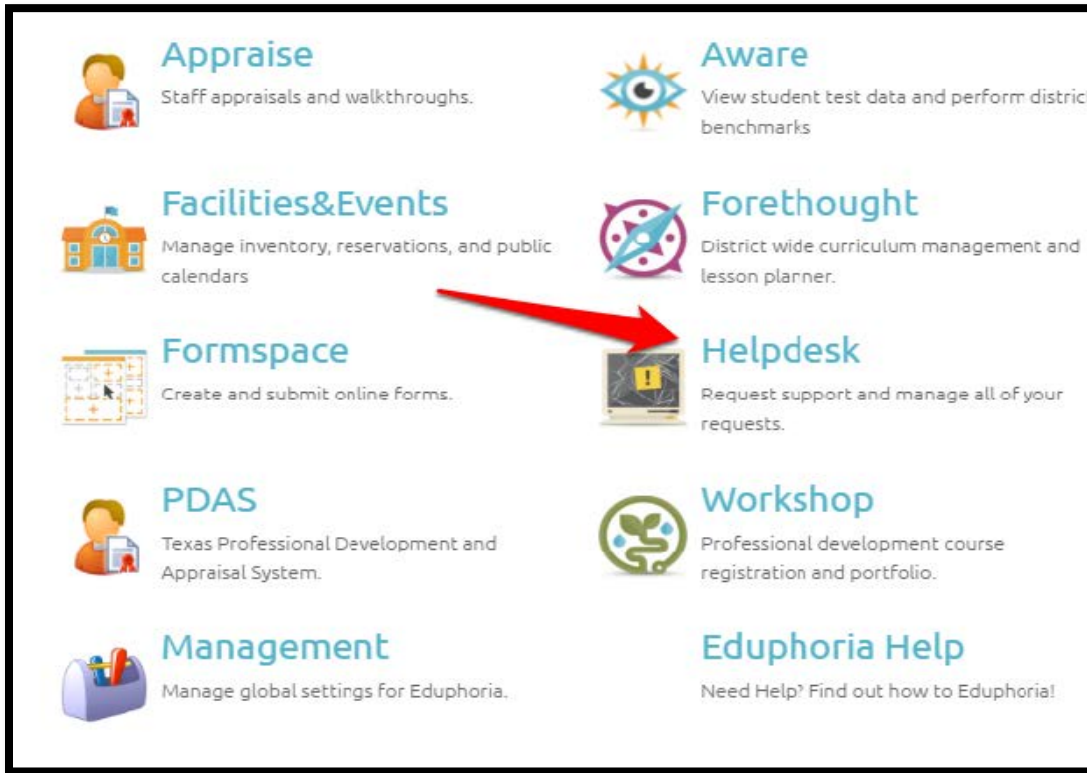 Appraise
Staff appraisals and walkthroughs.
Aware
View student test data and perform distric
benchmarks
Facilities&Events
Manage inventory, reservations, and public
calendars
Forethought
District wide curriculum management and
lesson planner.
Formspace
Create and submit online forms.
Helpdesk
Request support and manage all of your
requests.
PDAS
Texas Professional Development and
Appraisal System.
Workshop
Professional development course
registration and portfolio.
Management
Manage global settings for Eduphoria.
Eduphoria Help
Need Help? Find out how to Eduphoria!